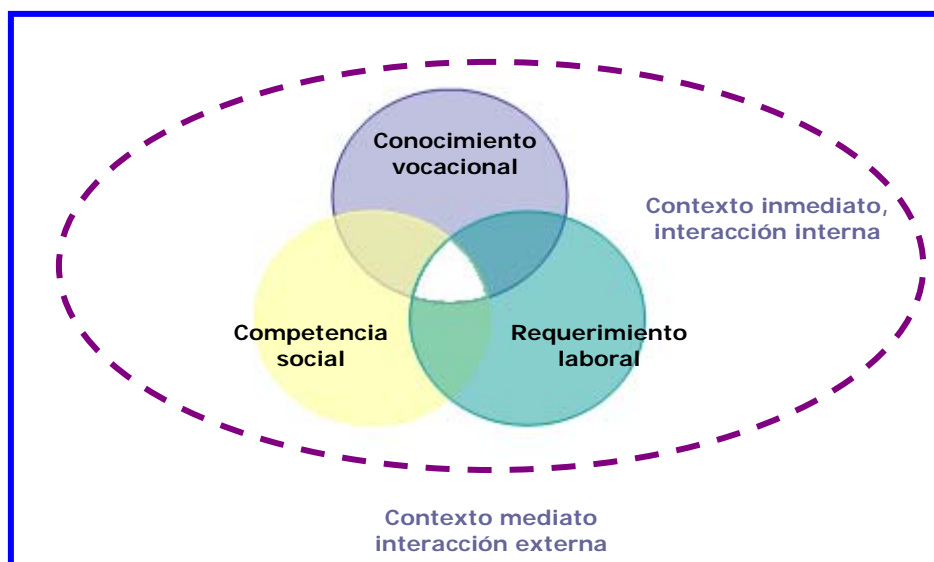 Conocimiento
vocacional
Contexto inmediato,
interacción interna
Competencia
social
Requerimiento
laboral
Contexto mediato
interacción externa